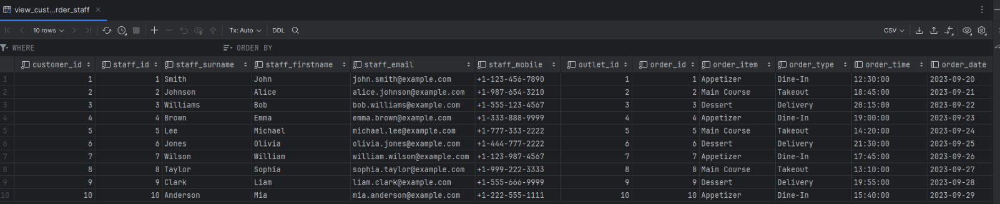 view_cust...rder_staff
10 rows Tx: Auto DDL CSV
WHERE ORDER BY
customer_id staff_id staff_surname staff_firstname staff_email staff_mobile outlet_id order_id order_item order_type order_time order_date
1 1 1 Smith John john.smith@example.com +1-123-456-7890 1 1 Appetizer Dine-In 12:30:00 2023-09-20
2 2 2 Johnson Alice alice.johnson@example.com +1-987-654-3210 2 2 Main Course Takeout 18:45:00 2023-09-21
3 3 3 Williams Bob bob.williams@example.com +1-555-123-4567 3 3 Dessert Delivery 20:15:00 2023-09-22
4 4 4 Brown Emma emma.brown@example.com +1-333-888-9999 4 4 Appetizer Dine-In 19:00:00 2023-09-23
5 5 5 Lee Michael michael.lee@example.com +1-777-333-2222 5 5 Main Course Takeout 14:20:00 2023-09-24
6 6 6 Jones Olivia olivia.jones@example.com +1-444-777-2222 6 6 Dessert Delivery 21:30:00 2023-09-25
7 7 7 Wilson William william.wilson@example.com +1-123-987-4567 7 7 Appetizer Dine-In 17:45:00 2023-09-26
8 8 8 Taylor Sophia sophia.taylor@example.com +1-999-222-3333 8 8 Main Course Takeout 13:10:00 2023-09-27
9 9 9 Clark Liam liam.clark@example.com +1-555-666-9999 9 9 Dessert Delivery 19:55:00 2023-09-28
10 10 10 Anderson Mia mia.anderson@example.com +1-222-555-1111 10 10 Appetizer Dine-In 15:40:00 2023-09-29